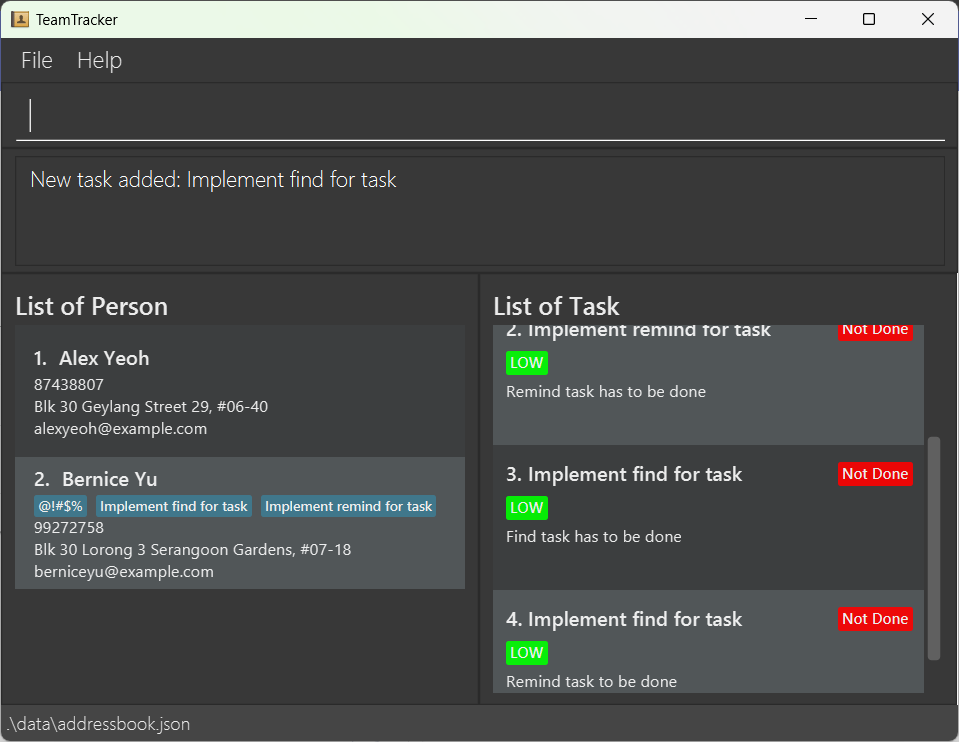 TeamTracker
File Help
New task added: Implement find for task
List of Person
1. Alex Yeoh
87438807
Blk 30 Geylang Street 29, #06-40
alexyeoh@example.com
2. Bernice Yu
@!#$% Implement find for task Implement remind for task
99272758
Blk 30 Lorong 3 Serangoon Gardens, #07-18
berniceyu@example.com
List of Task
2. Implement remind for task Not Done
LOW
Remind task has to be done
3. Implement find for task Not Done
LOW
Find task has to be done
4. Implement find for task Not Done
LOW
Remind task to be done
.\data\addressbook.json